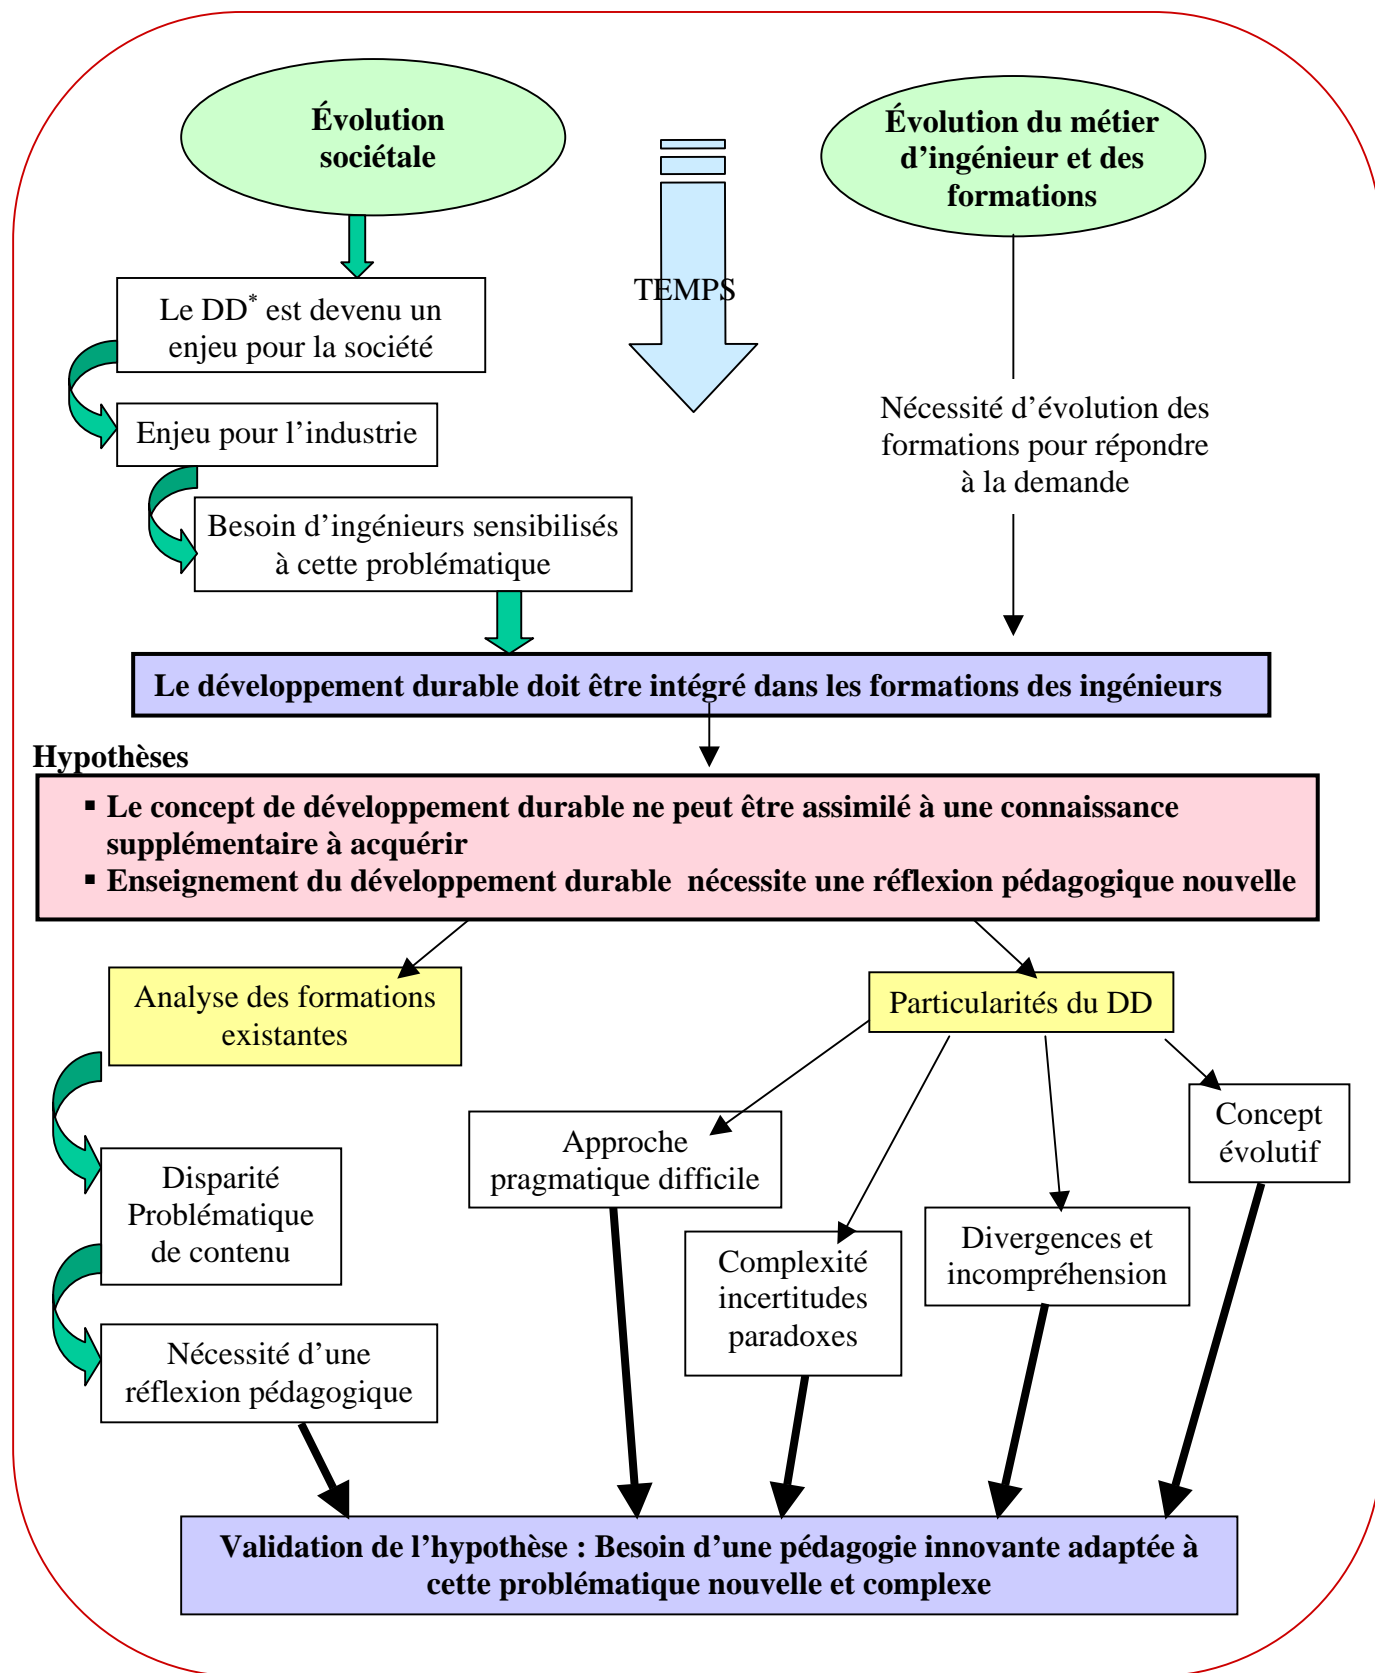 Évolution
sociétale
Évolution du métier
d’ingénieur et des
formations
TEMPS
Le DD* est devenu un
enjeu pour la société
Enjeu pour l’industrie
Besoin d’ingénieurs sensibilisés
à cette problématique
Nécessité d’évolution des
formations pour répondre
à la demande
Le développement durable doit être intégré dans les formations des ingénieurs
Hypothèses
▪ Le concept de développement durable ne peut être assimilé à une connaissance
supplémentaire à acquérir
▪ Enseignement du développement durable nécessite une réflexion pédagogique nouvelle
Analyse des formations
existantes
Disparité
Problématique
de contenu
Nécessité d’une
réflexion pédagogique
Particularités du DD
Approche
pragmatique difficile
Complexité
incertitudes
paradoxes
Divergences et
incompréhension
Concept
évolutif
Validation de l’hypothèse : Besoin d’une pédagogie innovante adaptée à
cette problématique nouvelle et complexe